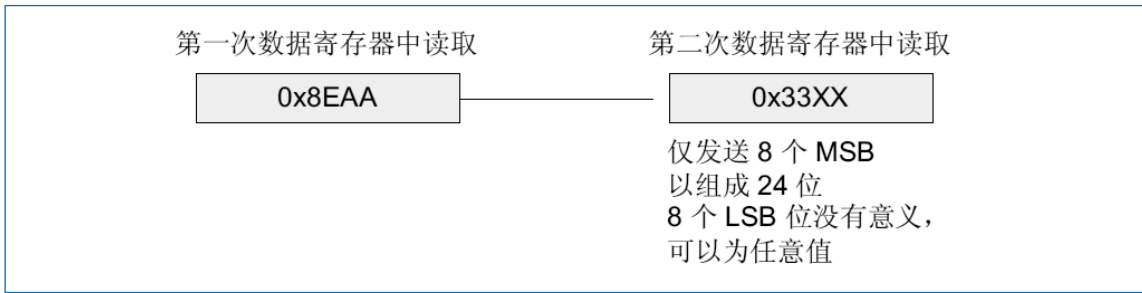 第一次数据寄存器中读取
第二次数据寄存器中读取
0x8EAA
0x33XX
仅发送 8 个 MSB
以组成 24 位
8 个 LSB 位没有意义，
可以为任意值